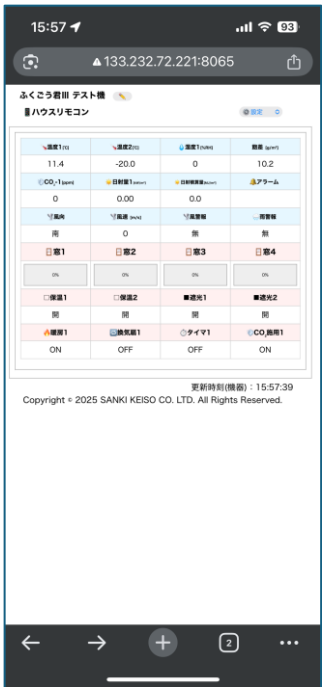 15:57 93
133.232.72.221:8065
ふくごう君III テスト機
ハウスリモコン 設定
温度1[℃] 温度2[℃] 湿度1[%RH] 飽差 [g/m³]
11.4 -20.0 0 10.2
CO₂-1[ppm] 日射量1 日射積算量 アラーム
0 0.00 0.0
風向 風速 [m/s] 風警報 雨警報
南 0 無 無
窓1 窓2 窓3 窓4
0% 0% 0% 0%
□保温1 □保温2 ■遮光1 ■遮光2
開 開 開 開
暖房1 換気扇1 タイマ1 CO₂施用1
ON OFF OFF ON
更新時刻(機器)：15:57:39
Copyright © 2025 SANKI KEISO CO. LTD. All Rights Reserved.
2